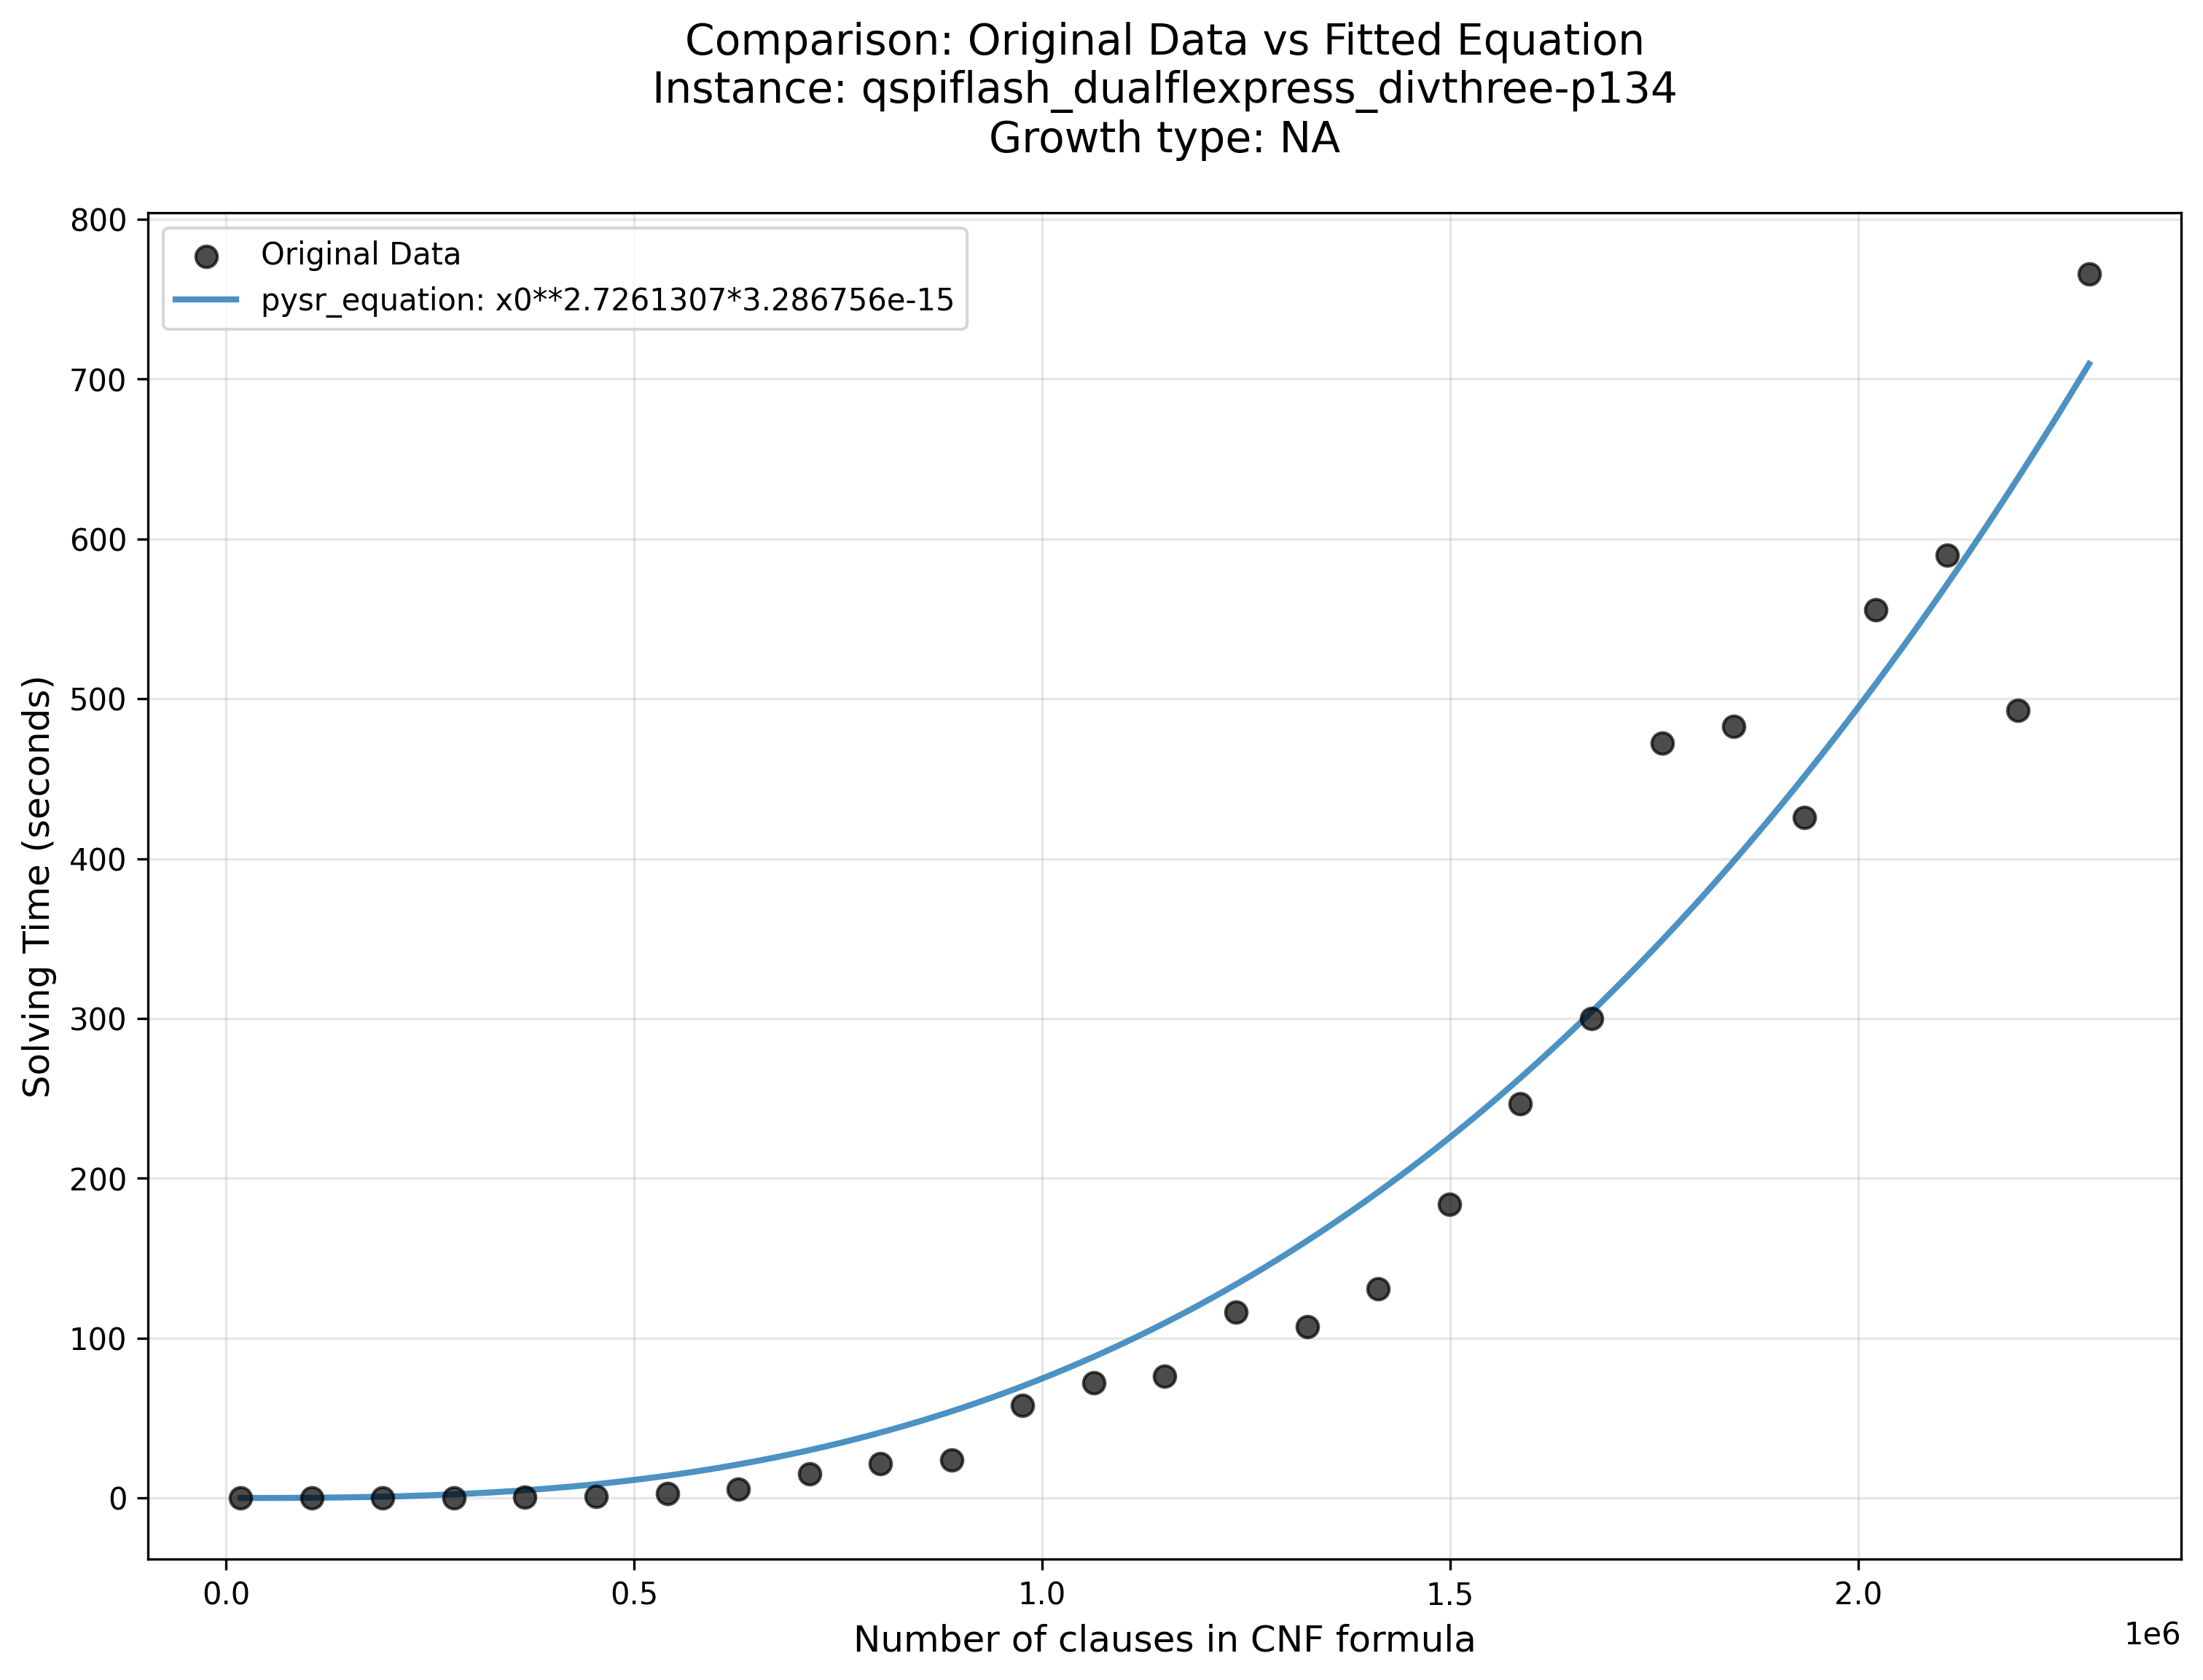 Comparison: Original Data vs Fitted Equation
Instance: qspiflash_dualflexpress_divthree-p134
Growth type: NA
Original Data
pysr_equation: x0**2.7261307*3.286756e-15
800
700
600
500
400
300
200
100
0
Solving Time (seconds)
0.0 0.5 1.0 1.5 2.0
1e6
Number of clauses in CNF formula